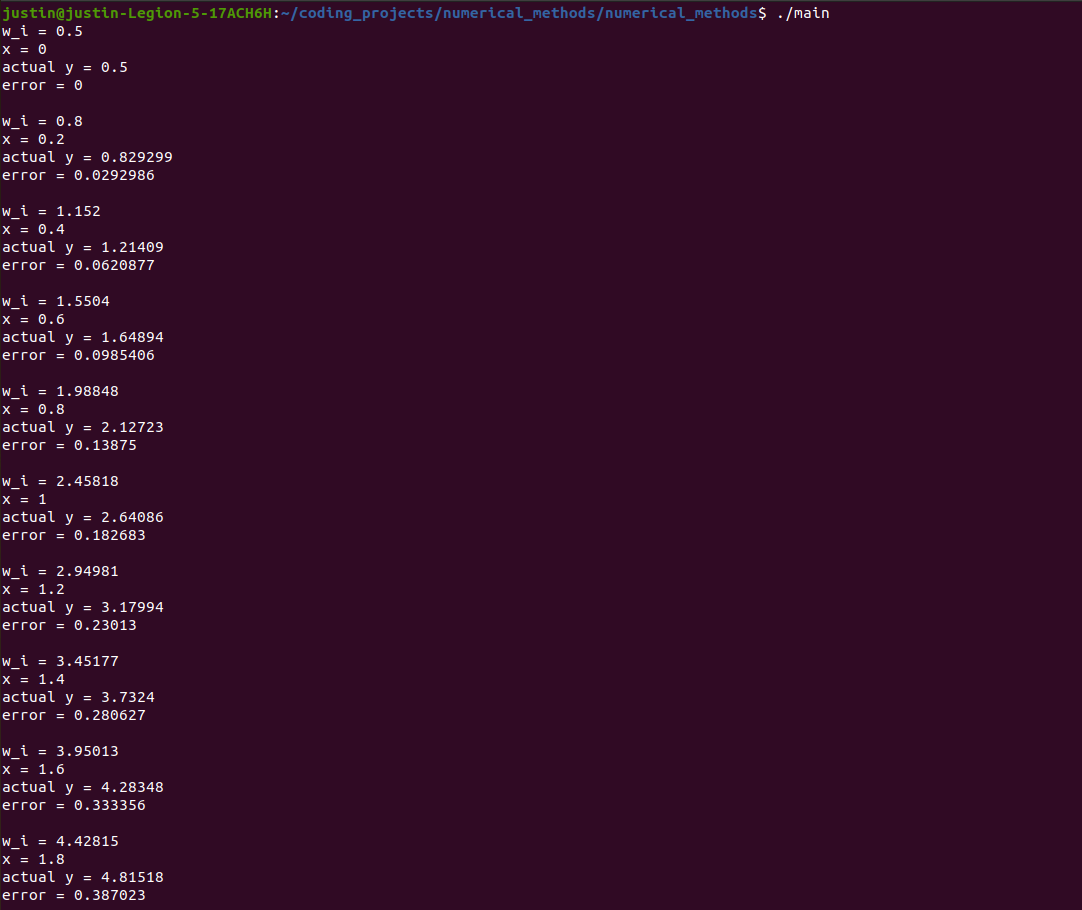 justin@justin-Legion-5-17ACH6H:~/coding_projects/numerical_methods/numerical_methods$ ./main
w_i = 0.5
x = 0
actual y = 0.5
error = 0
w_i = 0.8
x = 0.2
actual y = 0.829299
error = 0.0292986
w_i = 1.152
x = 0.4
actual y = 1.21409
error = 0.0620877
w_i = 1.5504
x = 0.6
actual y = 1.64894
error = 0.0985406
w_i = 1.98848
x = 0.8
actual y = 2.12723
error = 0.13875
w_i = 2.45818
x = 1
actual y = 2.64086
error = 0.182683
w_i = 2.94981
x = 1.2
actual y = 3.17994
error = 0.23013
w_i = 3.45177
x = 1.4
actual y = 3.7324
error = 0.280627
w_i = 3.95013
x = 1.6
actual y = 4.28348
error = 0.333356
w_i = 4.42815
x = 1.8
actual y = 4.81518
error = 0.387023